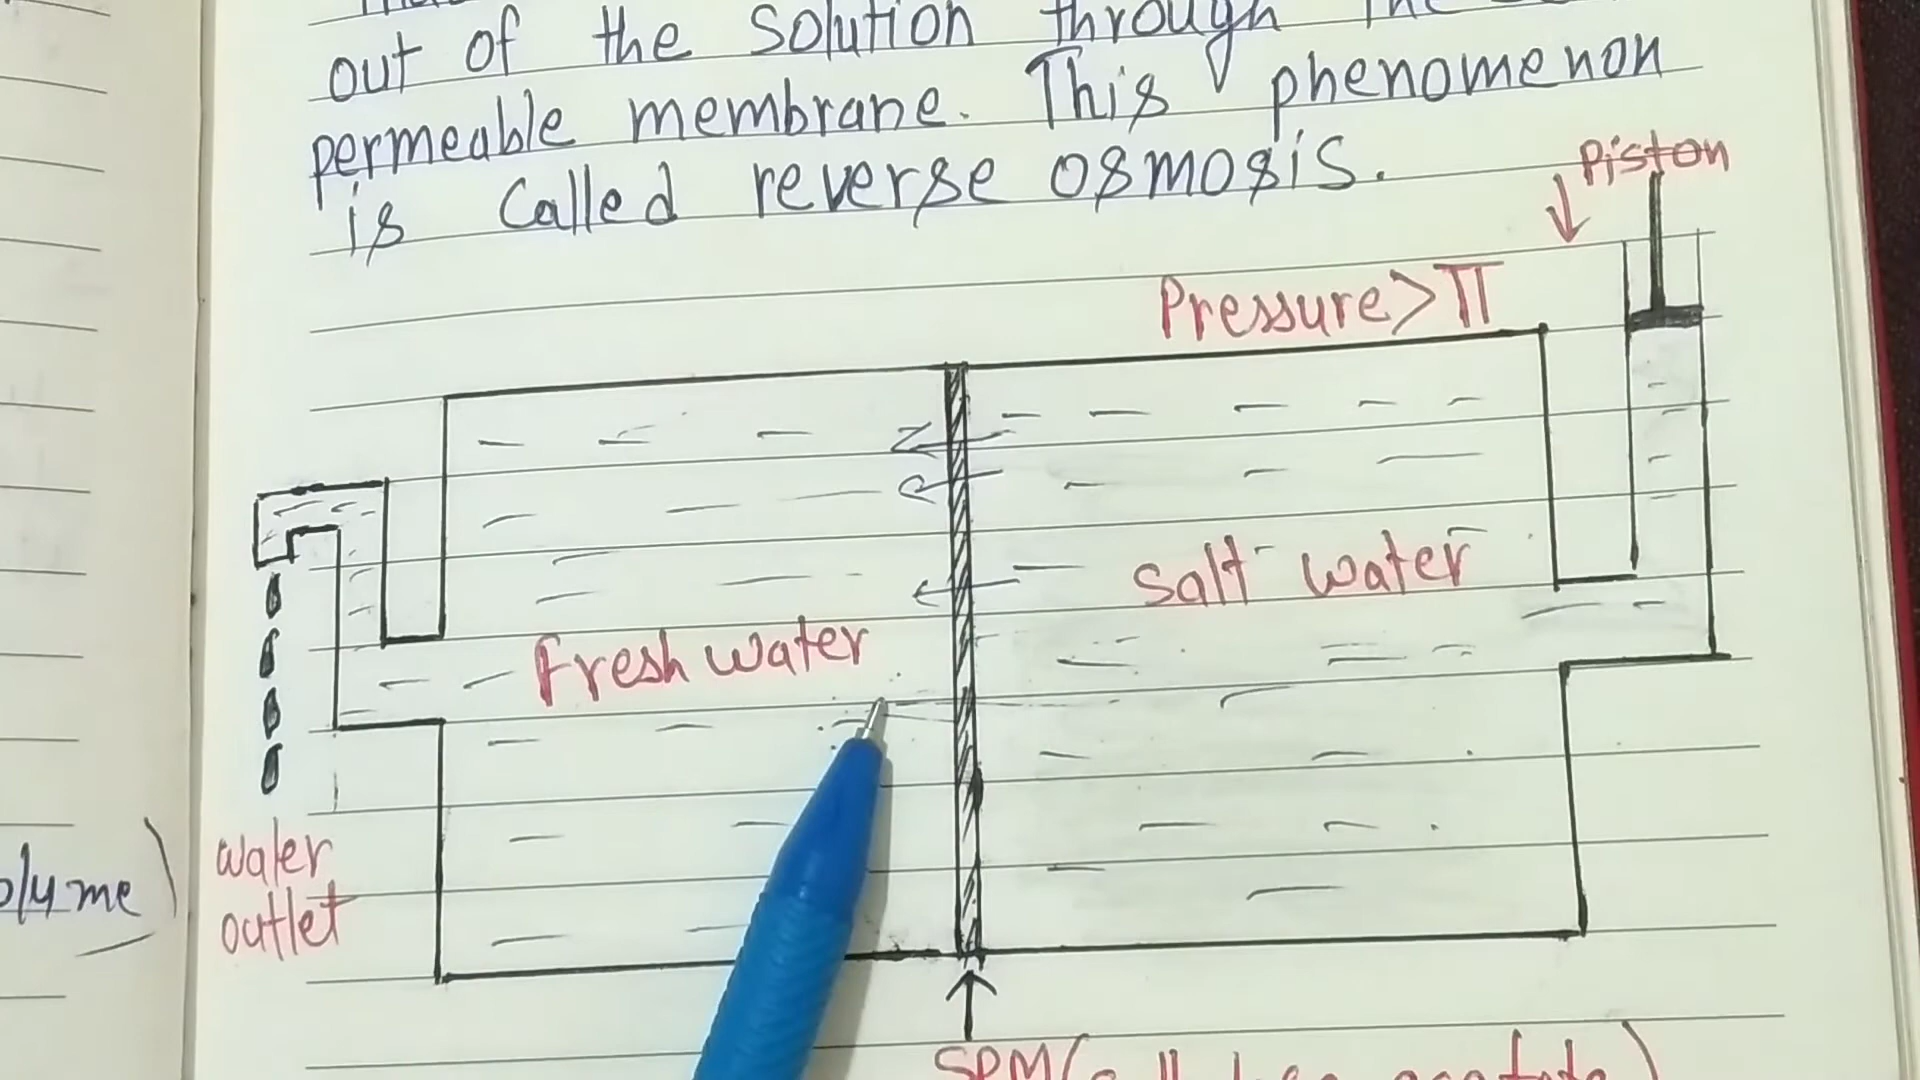 out of the solution through
permeable membrane. This phenomenon
is called reverse osmosis.
Piston
Pressure > π
Salt water
Fresh water
water
outlet
SPM (